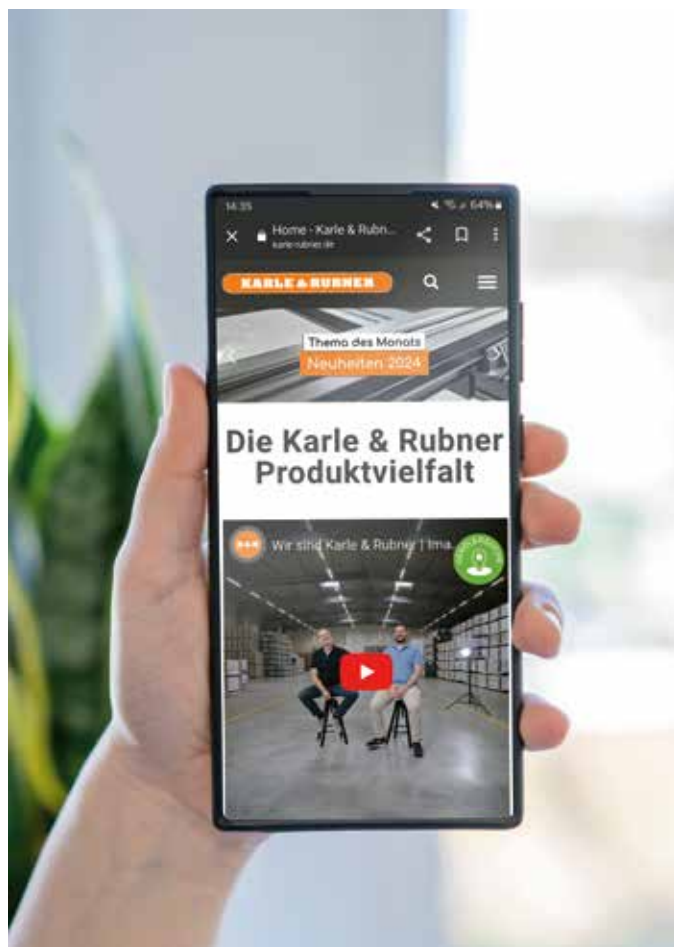 14:35
64%
Home - Karle & Rubn...
karle-rubner.de
KARLE & RUBNER
Thema des Monats
Neuheiten 2024
Die Karle & Rubner
Produktvielfalt
Wir sind Karle & Rubner | Ima...